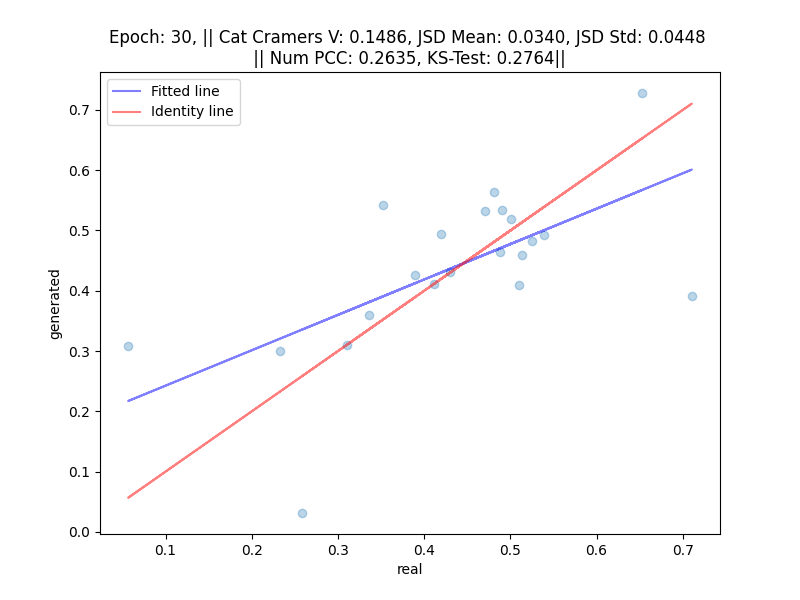 Epoch: 30, || Cat Cramers V: 0.1486, JSD Mean: 0.0340, JSD Std: 0.0448
|| Num PCC: 0.2635, KS-Test: 0.2764||
Fitted line
Identity line
0.7
0.6
0.5
0.4
0.3
0.2
0.1
0.0
generated
0.1 0.2 0.3 0.4 0.5 0.6 0.7
real